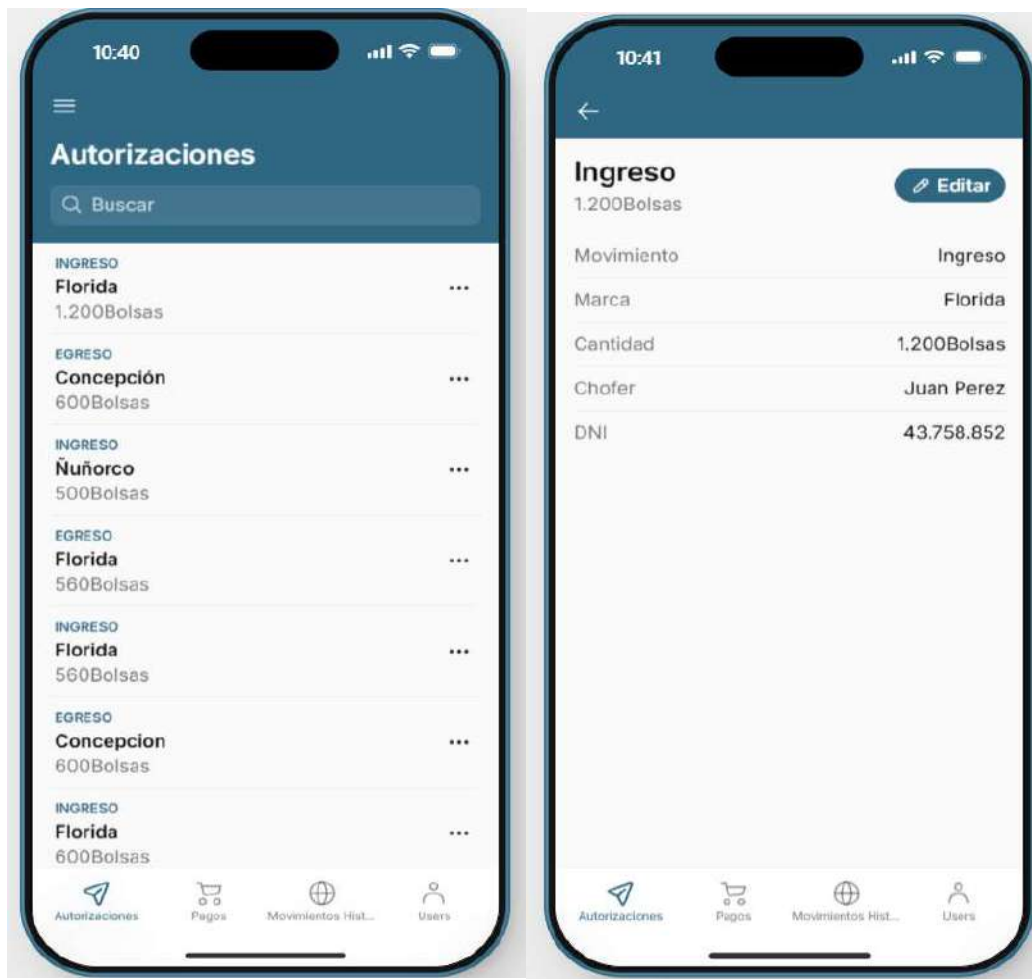 10:40
Autorizaciones
Buscar
INGRESO
Florida
1.200Bolsas
EGRESO
Concepción
600Bolsas
INGRESO
Ñuñorco
500Bolsas
EGRESO
Florida
560Bolsas
INGRESO
Florida
560Bolsas
EGRESO
Concepcion
600Bolsas
INGRESO
Florida
600Bolsas
Autorizaciones Pagos Movimientos Hist... Users
10:41
Ingreso
Editar
1.200Bolsas
Movimiento Ingreso
Marca Florida
Cantidad 1.200Bolsas
Chofer Juan Perez
DNI 43.758.852
Autorizaciones Pagos Movimientos Hist... Users